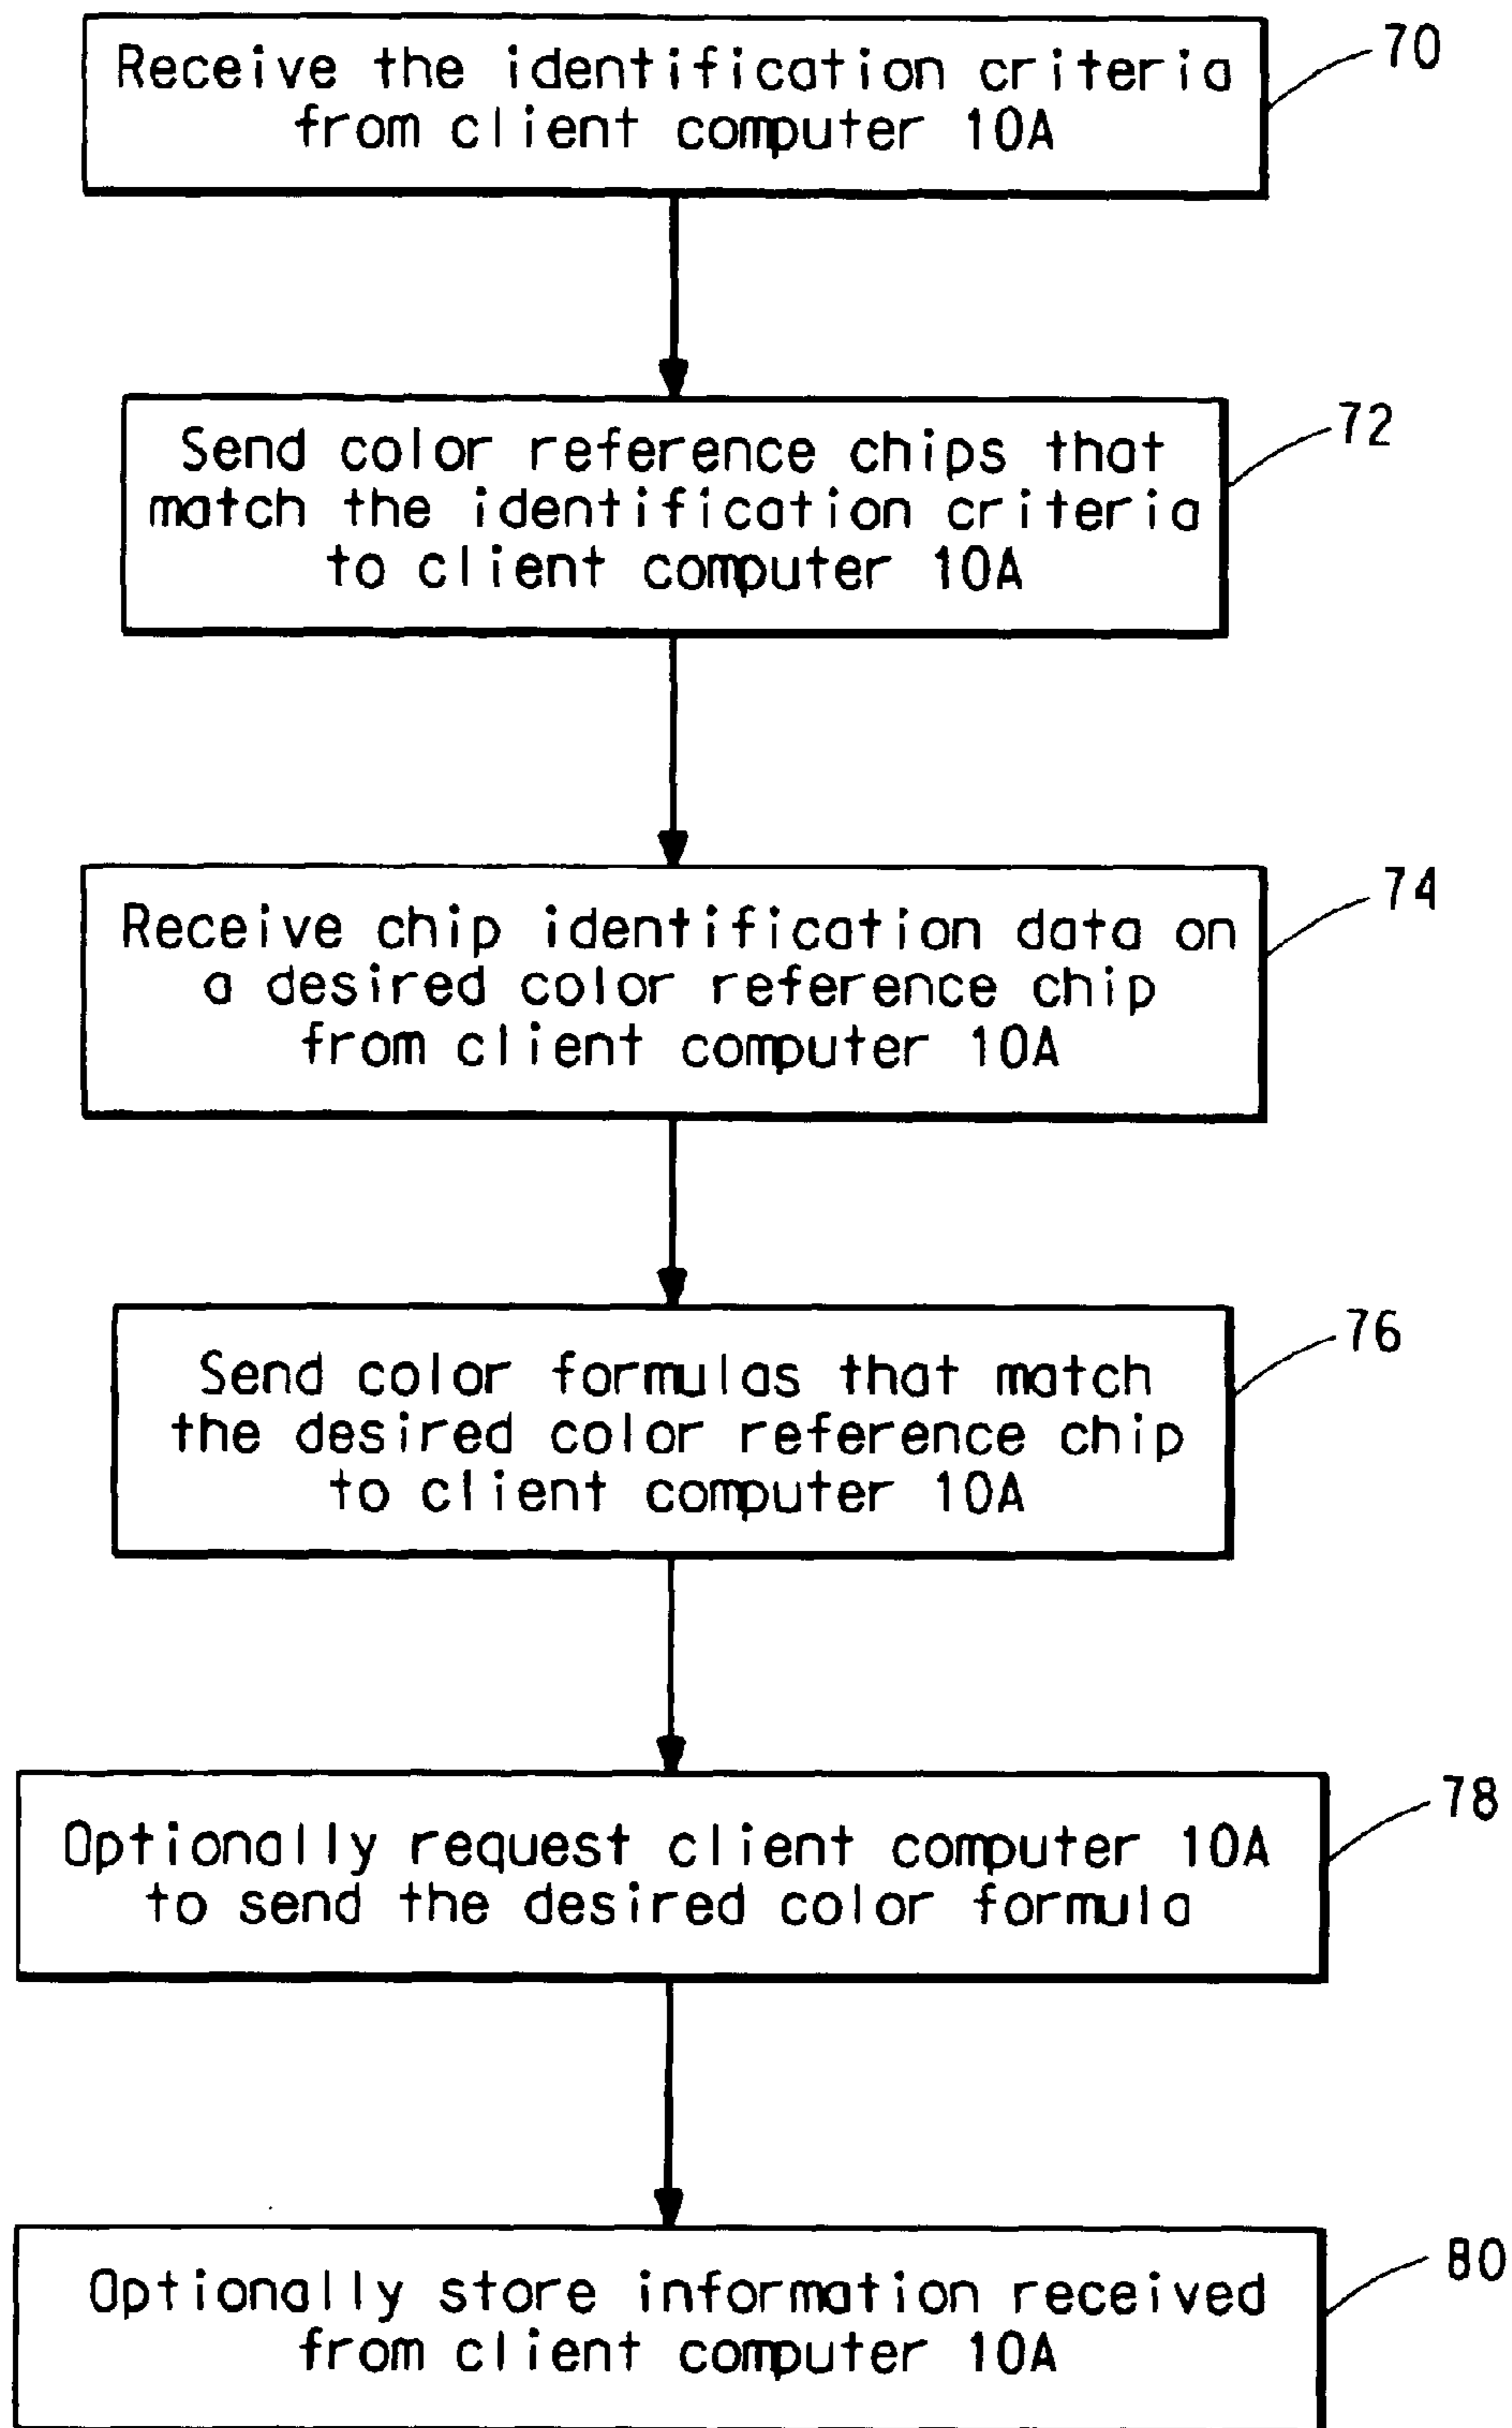 Receive the identification criteria
from client computer 10A
70
Send color reference chips that
match the identification criteria
to client computer 10A
72
Receive chip identification data on
a desired color reference chip
from client computer 10A
74
Send color formulas that match
the desired color reference chip
to client computer 10A
76
Optionally request client computer 10A
to send the desired color formula
78
Optionally store information received
from client computer 10A
80